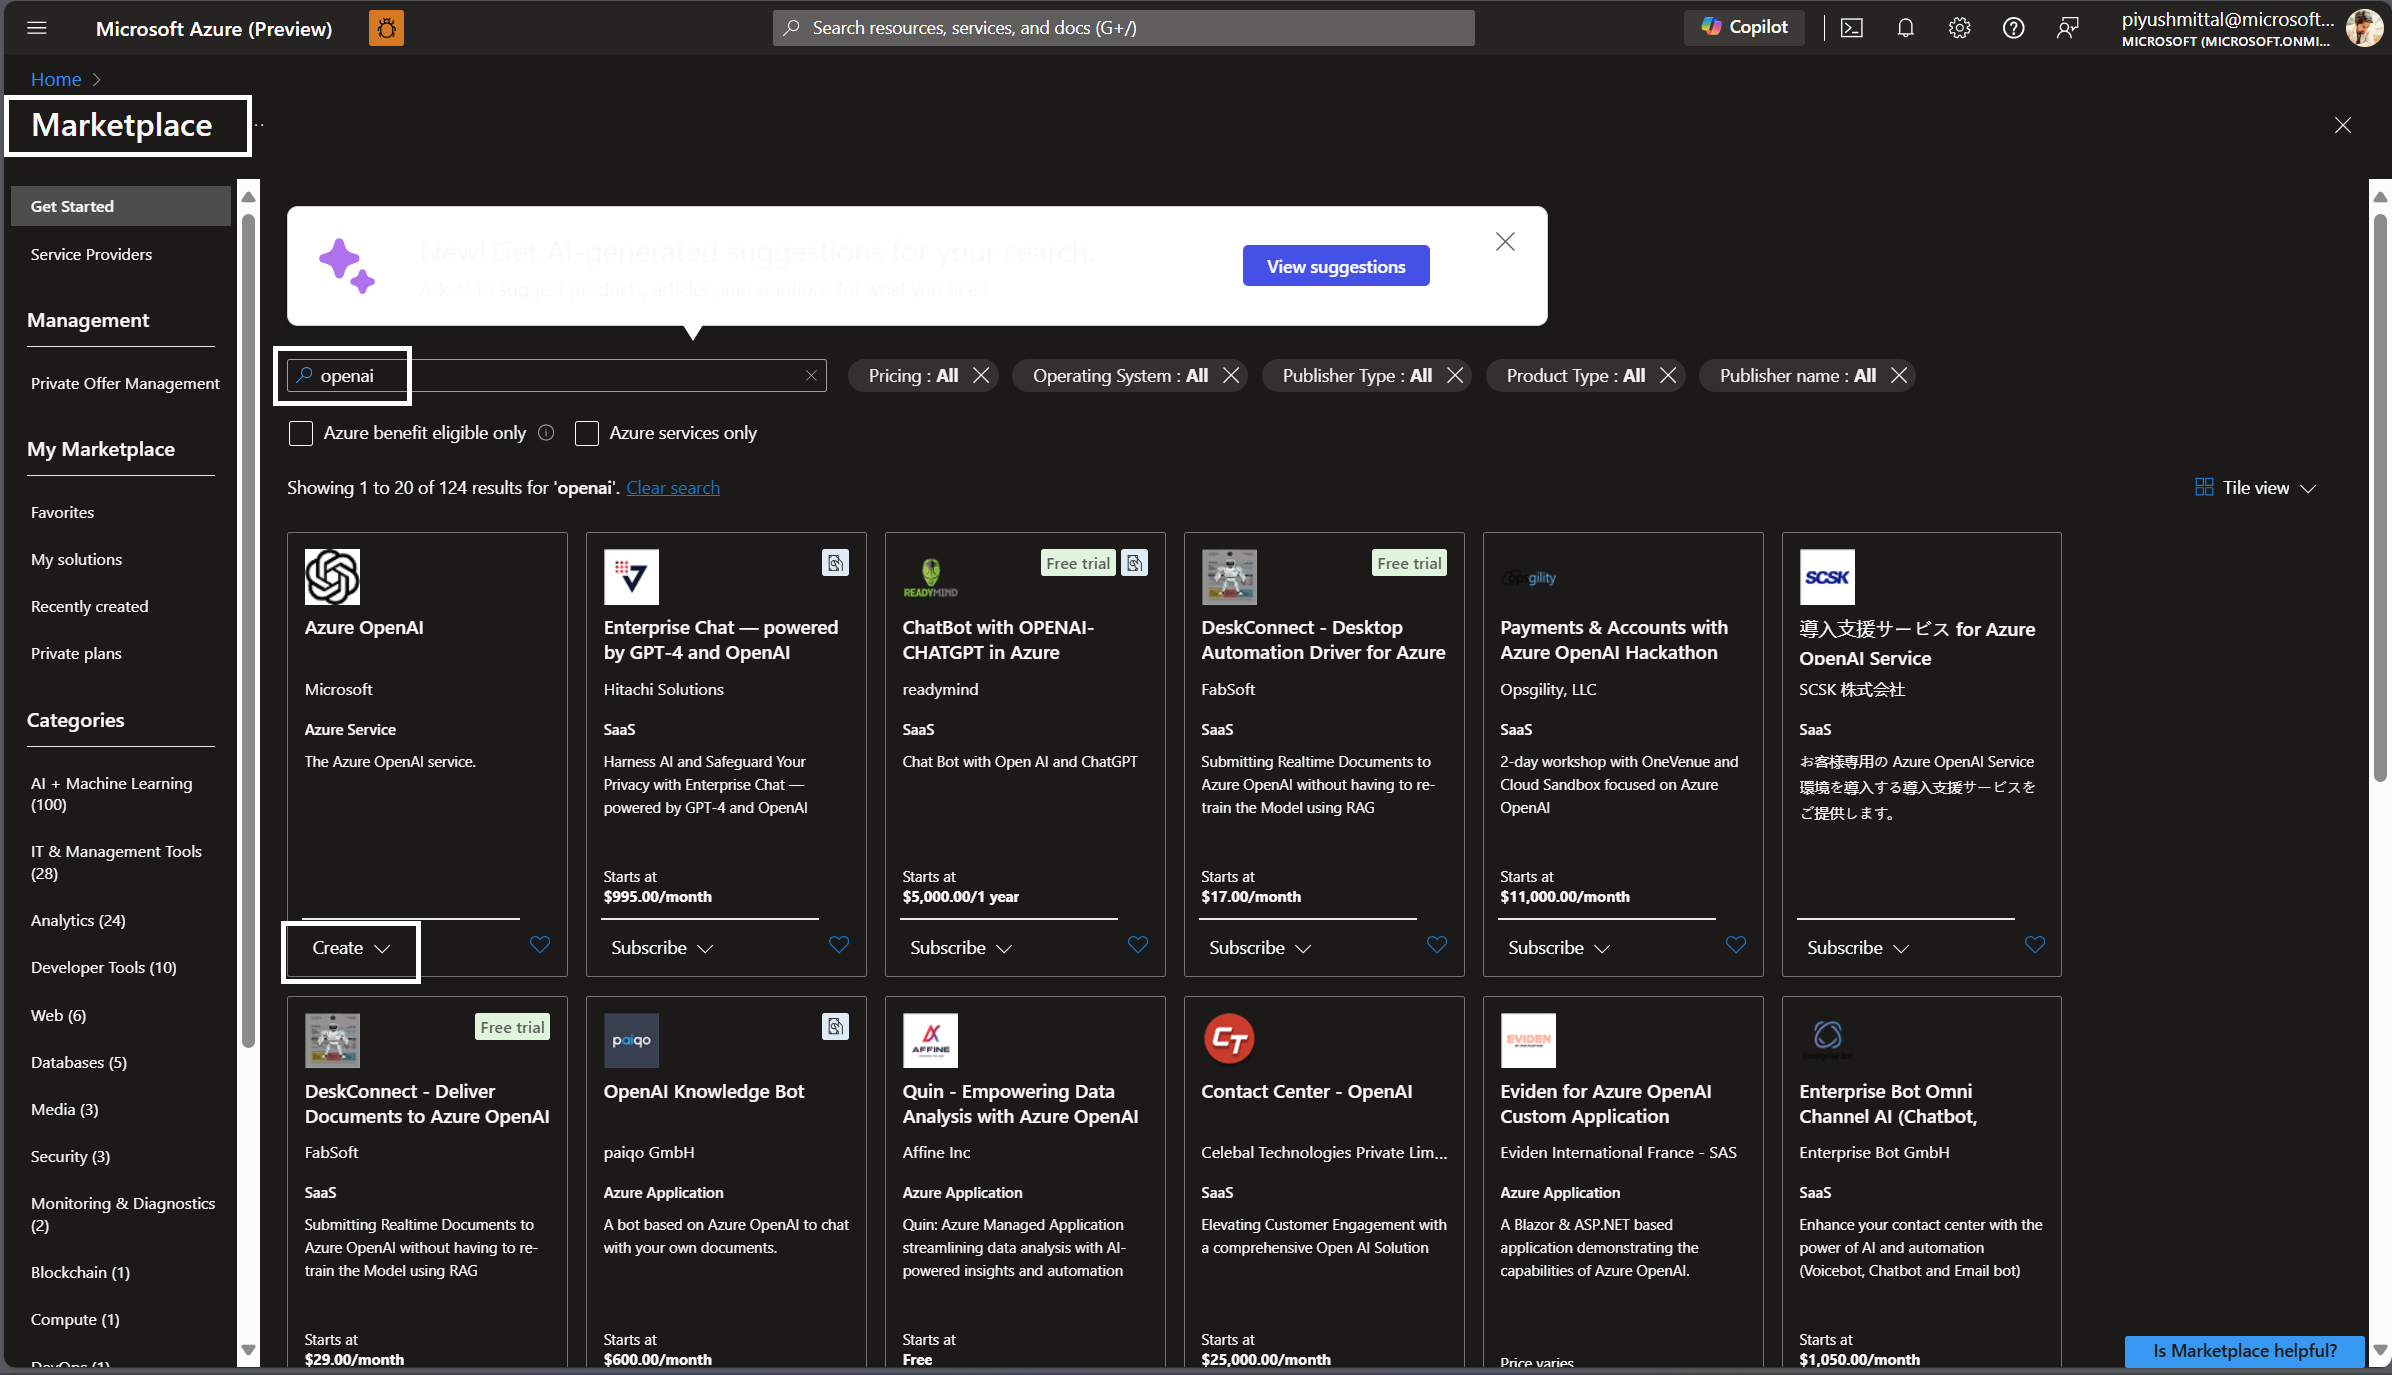 Microsoft Azure (Preview)
Search resources, services, and docs (G+/)
Copilot
piyushmittal@microsoft...
MICROSOFT (MICROSOFT.ONMI...
Home
Marketplace
Get Started
Service Providers
Management
Private Offer Management
My Marketplace
Favorites
My solutions
Recently created
Private plans
Categories
AI + Machine Learning
(100)
IT & Management Tools
(28)
Analytics (24)
Developer Tools (10)
Web (6)
Databases (5)
Media (3)
Security (3)
Monitoring & Diagnostics
(2)
Blockchain (1)
Compute (1)
DevOps (1)
New! Get AI-generated suggestions for your search.
Ask AI to suggest products, articles, and solutions for what you need.
View suggestions
openai
Pricing : All
Operating System : All
Publisher Type : All
Product Type : All
Publisher name : All
Azure benefit eligible only
Azure services only
Showing 1 to 20 of 124 results for 'openai'. Clear search
Tile view
Azure OpenAI
Microsoft
Azure Service
The Azure OpenAI service.
Create
Enterprise Chat — powered
by GPT-4 and OpenAI
Hitachi Solutions
SaaS
Harness AI and Safeguard Your
Privacy with Enterprise Chat —
powered by GPT-4 and OpenAI
Starts at
$995.00/month
Subscribe
READYMIND
Free trial
ChatBot with OPENAI-
CHATGPT in Azure
readymind
SaaS
Chat Bot with Open AI and ChatGPT
Starts at
$5,000.00/1 year
Subscribe
Free trial
DeskConnect - Desktop
Automation Driver for Azure
FabSoft
SaaS
Submitting Realtime Documents to
Azure OpenAI without having to re-
train the Model using RAG
Starts at
$17.00/month
Subscribe
opsgility
Payments & Accounts with
Azure OpenAI Hackathon
Opsgility, LLC
SaaS
2-day workshop with OneVenue and
Cloud Sandbox focused on Azure
OpenAI
Starts at
$11,000.00/month
Subscribe
SCSK
導入支援サービス for Azure
OpenAI Service
SCSK 株式会社
SaaS
お客様専用の Azure OpenAI Service
環境を導入する導入支援サービスを
ご提供します。
Subscribe
Free trial
DeskConnect - Deliver
Documents to Azure OpenAI
FabSoft
SaaS
Submitting Realtime Documents to
Azure OpenAI without having to re-
train the Model using RAG
Starts at
$29.00/month
paiqo
OpenAI Knowledge Bot
paiqo GmbH
Azure Application
A bot based on Azure OpenAI to chat
with your own documents.
Starts at
$600.00/month
AFFINE
Quin - Empowering Data
Analysis with Azure OpenAI
Affine Inc
Azure Application
Quin: Azure Managed Application
streamlining data analysis with AI-
powered insights and automation
Starts at
Free
CT
Contact Center - OpenAI
Celebal Technologies Private Lim...
SaaS
Elevating Customer Engagement with
a comprehensive Open AI Solution
Starts at
$25,000.00/month
EVIDEN
Eviden for Azure OpenAI
Custom Application
Eviden International France - SAS
Azure Application
A Blazor & ASP.NET based
application demonstrating the
capabilities of Azure OpenAI.
Price varies
Enterprise Bot
Enterprise Bot Omni
Channel AI (Chatbot,
Enterprise Bot GmbH
SaaS
Enhance your contact center with the
power of AI and automation
(Voicebot, Chatbot and Email bot)
Starts at
$1,050.00/month
Is Marketplace helpful?